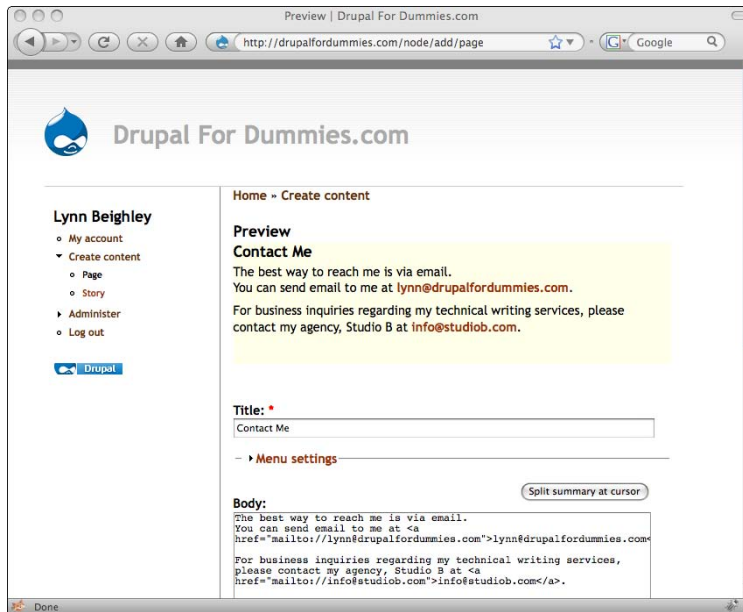 Preview | Drupal For Dummies.com
http://drupalfordummies.com/node/add/page
Google
Drupal For Dummies.com
Home » Create content
Lynn Beighley
My account
Create content
Page
Story
Administer
Log out
Drupal
Preview
Contact Me
The best way to reach me is via email.
You can send email to me at lynn@drupalfordummies.com.
For business inquiries regarding my technical writing services, please
contact my agency, Studio B at info@studiob.com.
Title: *
Contact Me
Menu settings
Split summary at cursor
Body:
The best way to reach me is via email.
You can send email to me at <a
href="mailto://lynn@drupalfordummies.com">lynn@drupalfordummies.com<
For business inquiries regarding my technical writing services,
please contact my agency, Studio B at <a
href="mailto://info@studiob.com">info@studiob.com</a>.
Done